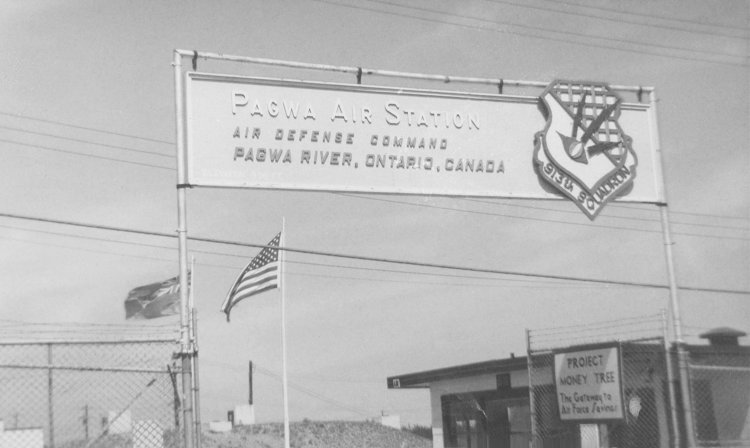 PAGWA AIR STATION
AIR DEFENSE COMMAND
PAGWA RIVER, ONTARIO, CANADA
913th SQUADRON
PROJECT
MONEY TREE
The Gateway to
Air Force Savings